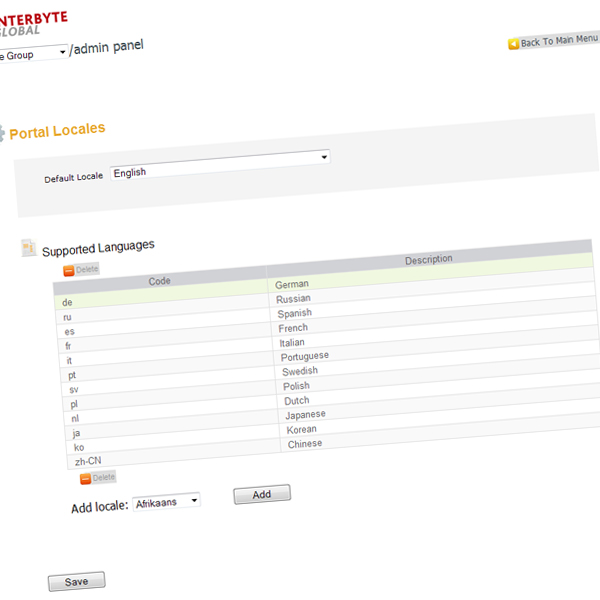 NTERBYTE
GLOBAL
e Group /admin panel
Back To Main Menu
Portal Locales
Default Locale English
Supported Languages
Delete
Code Description
de German
ru Russian
es Spanish
fr French
it Italian
pt Portuguese
sv Swedish
pl Polish
nl Dutch
ja Japanese
ko Korean
zh-CN Chinese
Delete
Add locale: Afrikaans Add
Save